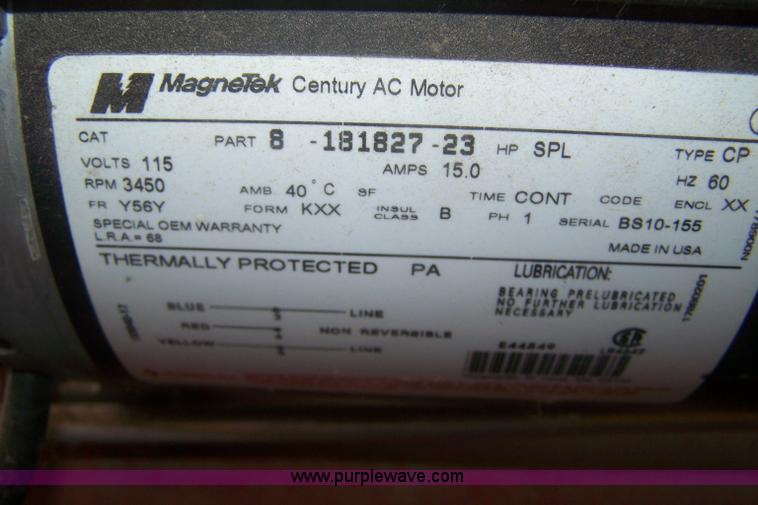 M MagneTek Century AC Motor
CAT PART 8 -181827-23 HP SPL TYPE CP
VOLTS 115 AMPS 15.0 HZ 60
RPM 3450 AMB 40°C SF TIME CONT CODE ENCL XX
FR Y56Y FORM KXX INSUL CLASS B PH 1 SERIAL BS10-155
SPECIAL OEM WARRANTY
L.R.A.= 68
MADE IN USA
THERMALLY PROTECTED PA LUBRICATION:
BEARING PRELUBRICATED
NO FURTHER LUBRICATION
NECESSARY
BLUE LINE
RED NON REVERSIBLE
YELLOW LINE
www.purplewave.com